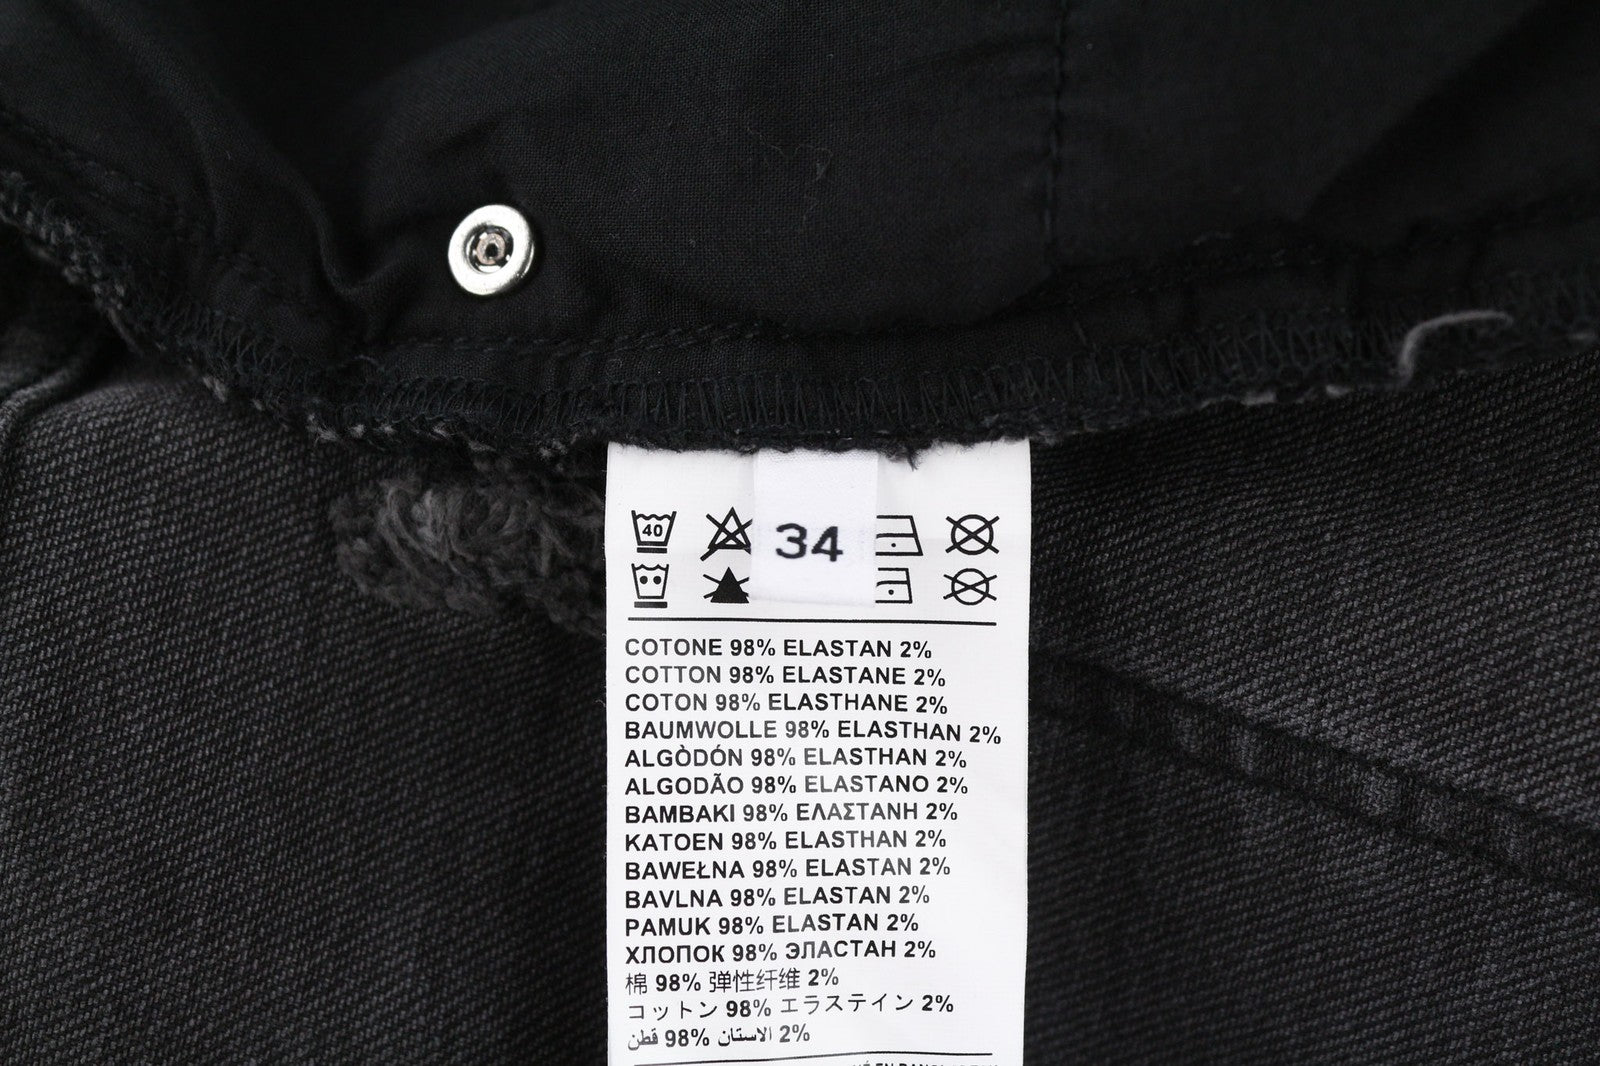 40
34
COTONE 98% ELASTAN 2%
COTTON 98% ELASTANE 2%
COTON 98% ELASTHANE 2%
BAUMWOLLE 98% ELASTHAN 2%
ALGÒDÓN 98% ELASTHAN 2%
ALGODÃO 98% ELASTANO 2%
BAMBAKI 98% ΕΛΑΣΤΑΝΗ 2%
KATOEN 98% ELASTHAN 2%
BAWEŁNA 98% ELASTAN 2%
BAVLNA 98% ELASTAN 2%
PAMUK 98% ELASTAN 2%
ХЛОПОК 98% ЭЛАСТАН 2%
棉 98% 弹性纤维 2%
コットン 98% エラステイン 2%
قطن 98% الاستان 2%